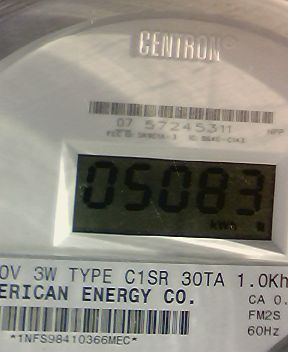 CENTRON
07 57245311
05083
kWh
0V 3W TYPE C1SR 30TA 1.0Kh
ERICAN ENERGY CO.
CA 0.
FM2S
60Hz
*1NFS98410366MEC*